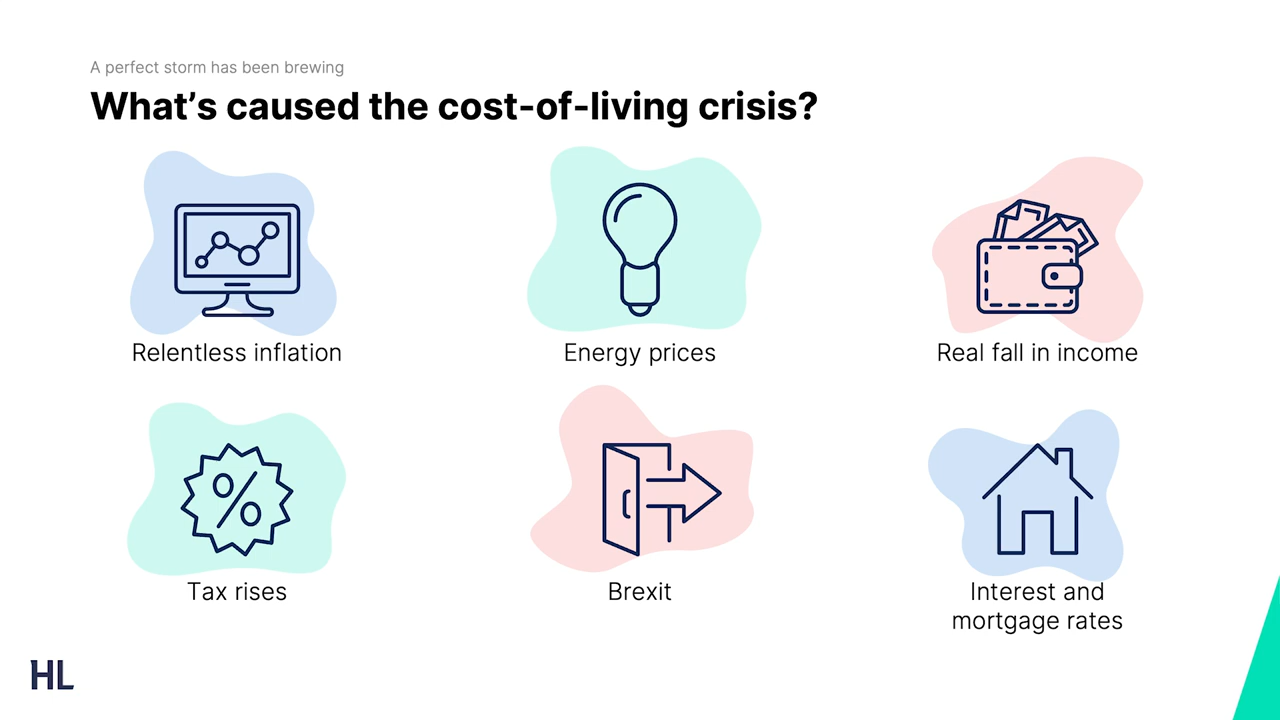 A perfect storm has been brewing
What’s caused the cost-of-living crisis?
Relentless inflation
Energy prices
Real fall in income
%
Tax rises
Brexit
Interest and
mortgage rates
HL